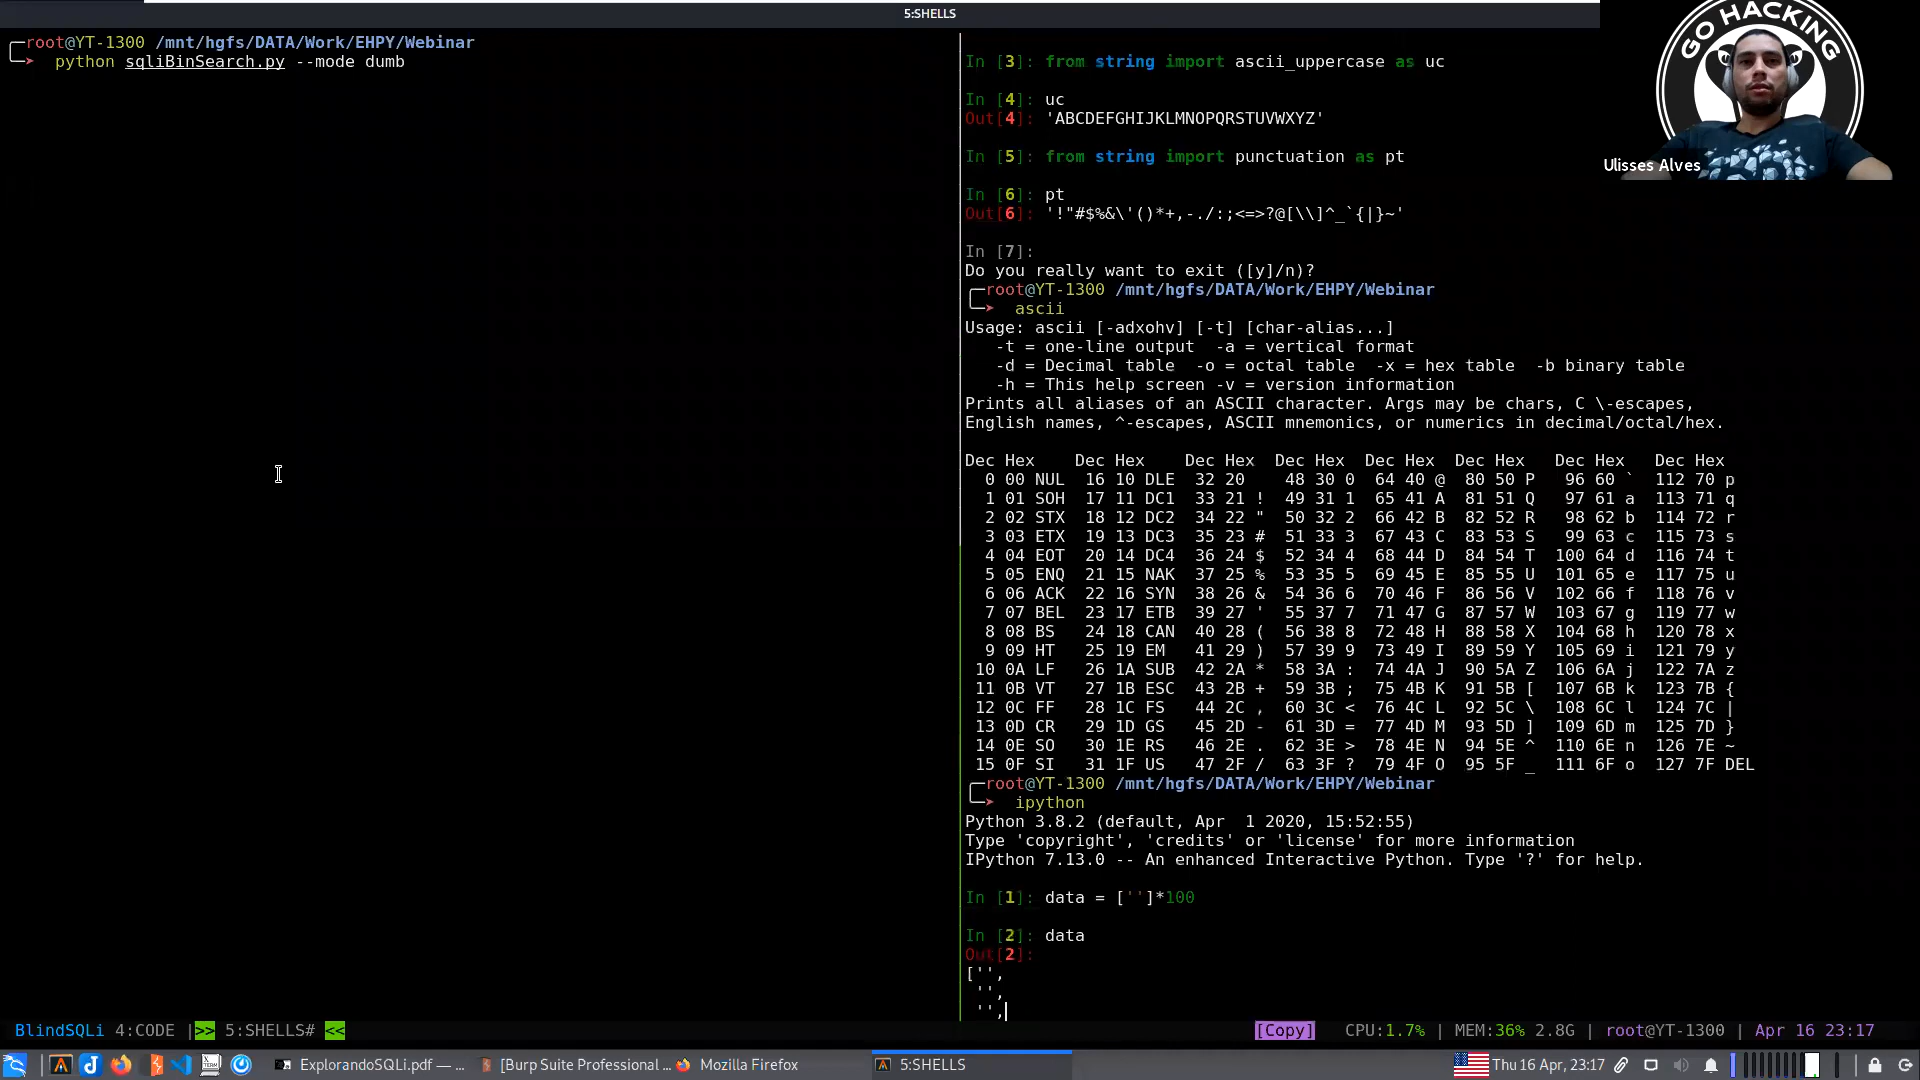 5:SHELLS
GO HACKING
Ulisses Alves
root@YT-1300 /mnt/hgfs/DATA/Work/EHPY/Webinar
python sqliBinSearch.py --mode dumb
In [3]: from string import ascii_uppercase as uc
In [4]: uc
Out[4]: 'ABCDEFGHIJKLMNOPQRSTUVWXYZ'
In [5]: from string import punctuation as pt
In [6]: pt
Out[6]: '!"#$%&\'()*+,-./:;<=>?@[\\]^_`{|}~'
In [7]:
Do you really want to exit ([y]/n)?
root@YT-1300 /mnt/hgfs/DATA/Work/EHPY/Webinar
ascii
Usage: ascii [-adxohv] [-t] [char-alias...]
-t = one-line output -a = vertical format
-d = Decimal table -o = octal table -x = hex table -b binary table
-h = This help screen -v = version information
Prints all aliases of an ASCII character. Args may be chars, C \-escapes,
English names, ^-escapes, ASCII mnemonics, or numerics in decimal/octal/hex.
Dec Hex Dec Hex Dec Hex Dec Hex Dec Hex Dec Hex Dec Hex Dec Hex
0 00 NUL 16 10 DLE 32 20 48 30 0 64 40 @ 80 50 P 96 60 ` 112 70 p
1 01 SOH 17 11 DC1 33 21 ! 49 31 1 65 41 A 81 51 Q 97 61 a 113 71 q
2 02 STX 18 12 DC2 34 22 " 50 32 2 66 42 B 82 52 R 98 62 b 114 72 r
3 03 ETX 19 13 DC3 35 23 # 51 33 3 67 43 C 83 53 S 99 63 c 115 73 s
4 04 EOT 20 14 DC4 36 24 $ 52 34 4 68 44 D 84 54 T 100 64 d 116 74 t
5 05 ENQ 21 15 NAK 37 25 % 53 35 5 69 45 E 85 55 U 101 65 e 117 75 u
6 06 ACK 22 16 SYN 38 26 & 54 36 6 70 46 F 86 56 V 102 66 f 118 76 v
7 07 BEL 23 17 ETB 39 27 ' 55 37 7 71 47 G 87 57 W 103 67 g 119 77 w
8 08 BS 24 18 CAN 40 28 ( 56 38 8 72 48 H 88 58 X 104 68 h 120 78 x
9 09 HT 25 19 EM 41 29 ) 57 39 9 73 49 I 89 59 Y 105 69 i 121 79 y
10 0A LF 26 1A SUB 42 2A * 58 3A : 74 4A J 90 5A Z 106 6A j 122 7A z
11 0B VT 27 1B ESC 43 2B + 59 3B ; 75 4B K 91 5B [ 107 6B k 123 7B {
12 0C FF 28 1C FS 44 2C , 60 3C < 76 4C L 92 5C \ 108 6C l 124 7C |
13 0D CR 29 1D GS 45 2D - 61 3D = 77 4D M 93 5D ] 109 6D m 125 7D }
14 0E SO 30 1E RS 46 2E . 62 3E > 78 4E N 94 5E ^ 110 6E n 126 7E ~
15 0F SI 31 1F US 47 2F / 63 3F ? 79 4F O 95 5F _ 111 6F o 127 7F DEL
root@YT-1300 /mnt/hgfs/DATA/Work/EHPY/Webinar
ipython
Python 3.8.2 (default, Apr 1 2020, 15:52:55)
Type 'copyright', 'credits' or 'license' for more information
IPython 7.13.0 -- An enhanced Interactive Python. Type '?' for help.
In [1]: data = ['']*100
In [2]: data
Out[2]:
['',
'',
'',
BlindSQLi 4:CODE |>> 5:SHELLS# <<
[Copy] CPU:1.7% | MEM:36% 2.8G | root@YT-1300 | Apr 16 23:17
ExplorandoSQLi.pdf — ...
[Burp Suite Professional ...
Mozilla Firefox
5:SHELLS
Thu 16 Apr, 23:17